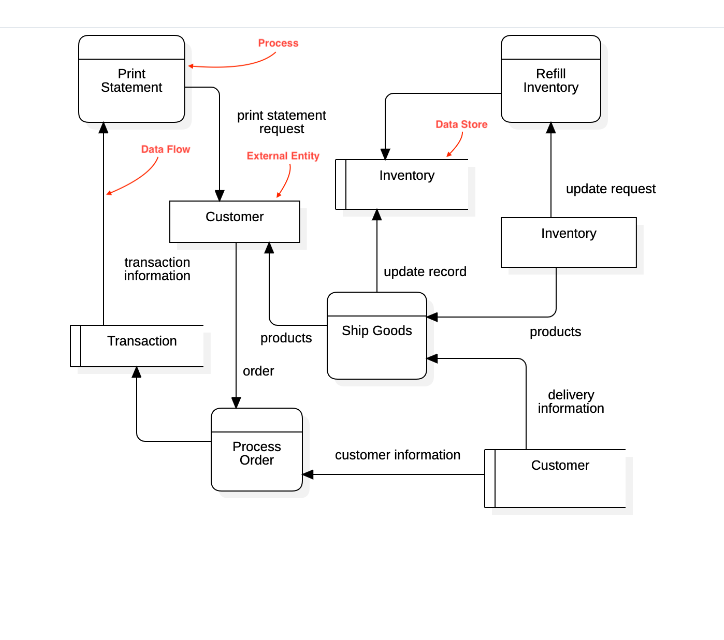 Process
Print
Statement
Refill
Inventory
print statement
request
Data Store
Data Flow
External Entity
Inventory
update request
Customer
Inventory
transaction
information
update record
Ship Goods
products
products
Transaction
order
delivery
information
Process
Order
customer information
Customer